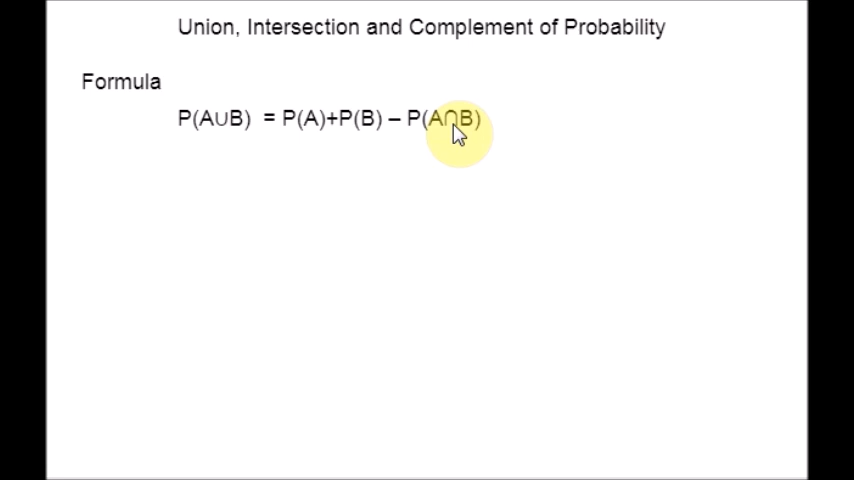 Union, Intersection and Complement of Probability
Formula
P(A∪B) = P(A)+P(B) – P(A∩B)